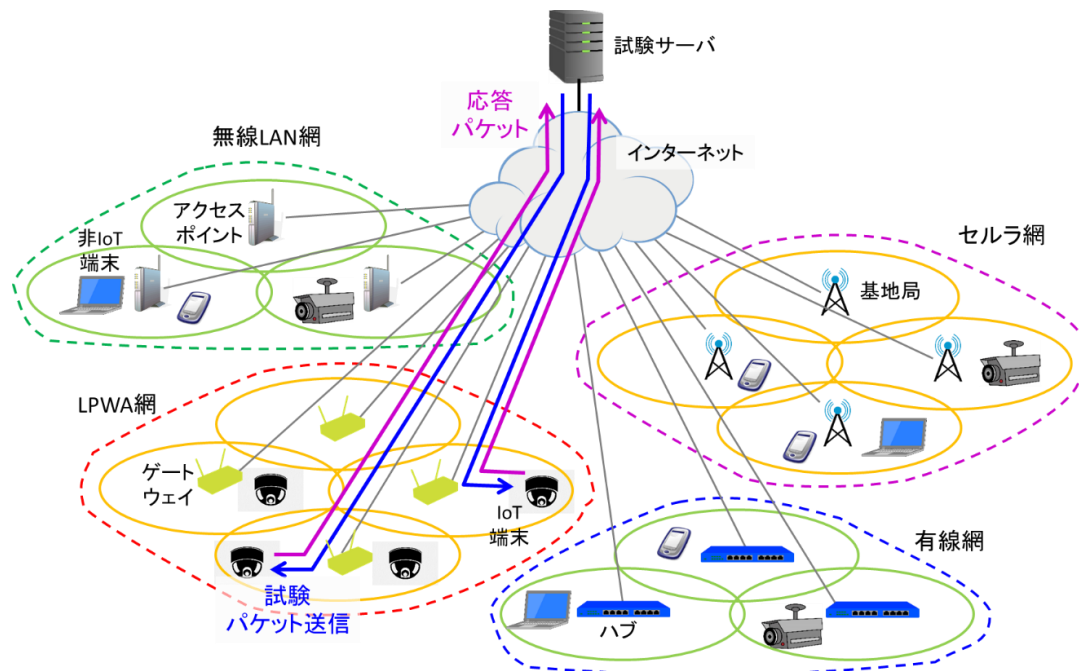 試験サーバ
応答
パケット
インターネット
無線LAN網
アクセス
ポイント
非IoT
端末
セルラ網
基地局
LPWA網
ゲート
ウェイ
IoT
端末
試験
パケット送信
有線網
ハブ